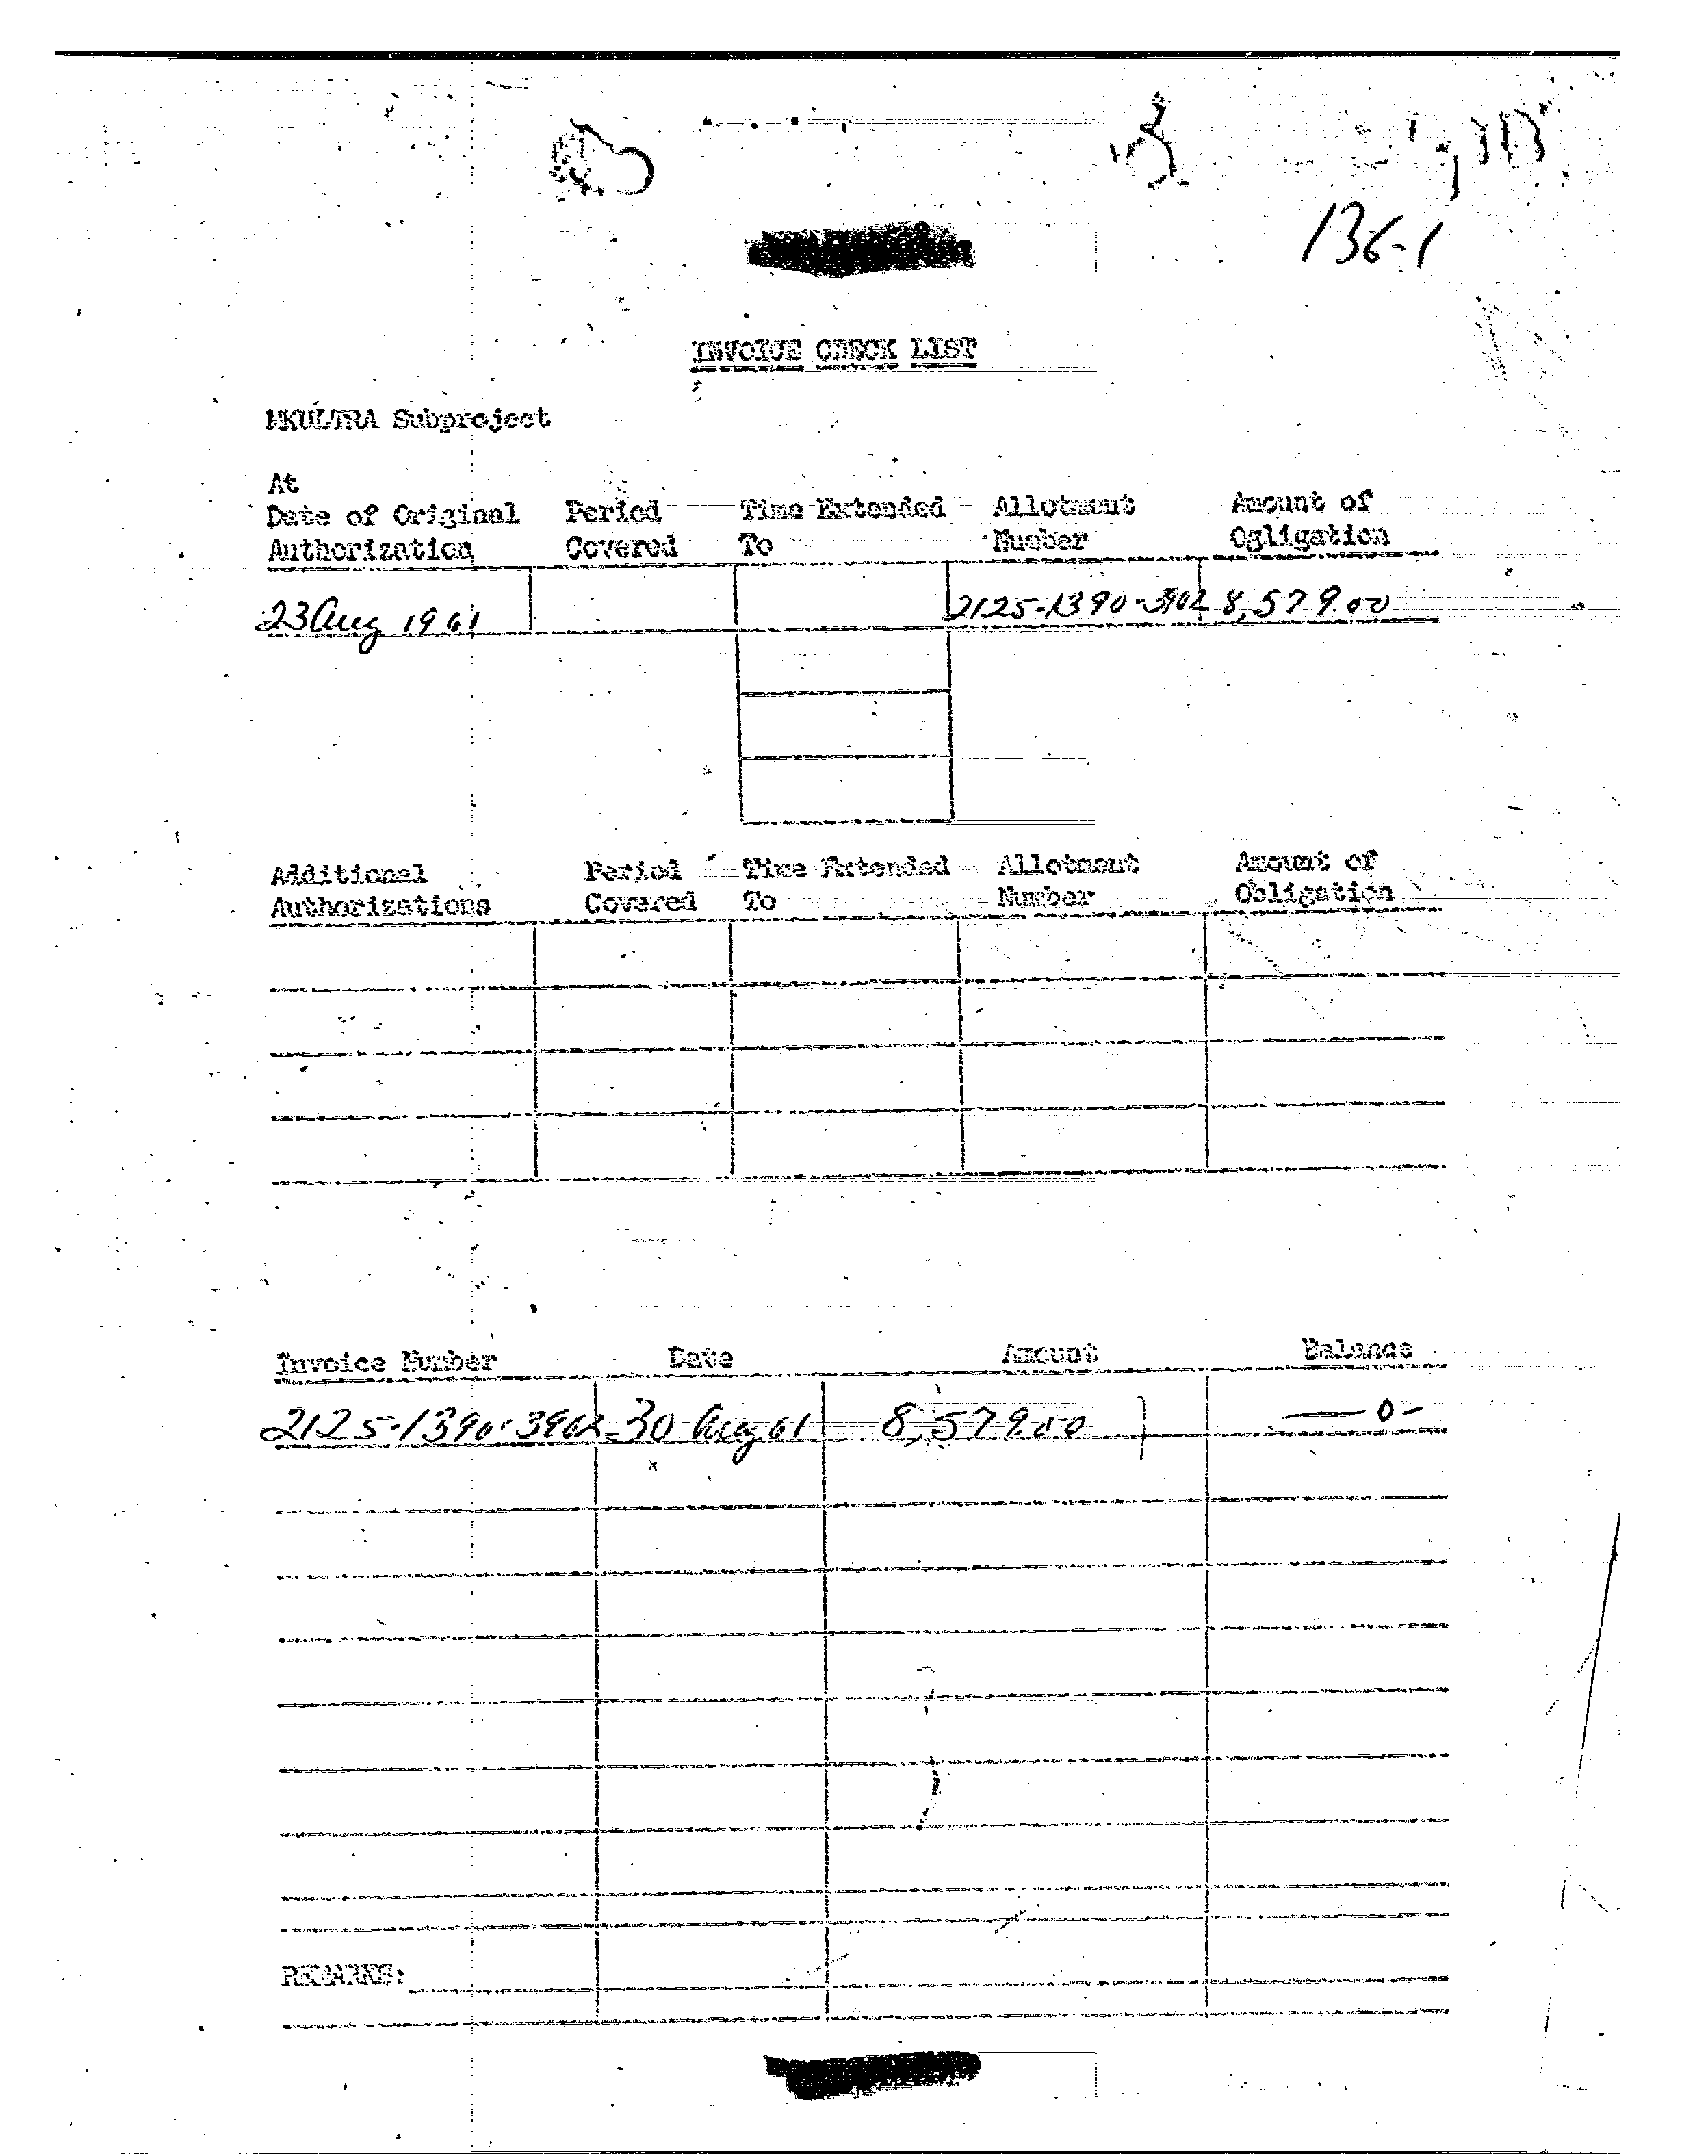 136-1
INVOICE CHECK LIST
MKULTRA Subproject
At
Date of Original Authorization
Period Covered
Time Extended To
Allotment Number
Amount of Ogligation
23 Aug 1961
2125-1390-3902
8,579.00
Additional Authorizations
Period Covered
Time Extended To
Allotment Number
Amount of Obligation
Invoice Number Date Amount Balance
2125-1390-3902 30 Aug 61 8,579.00 —0-
REMARKS: